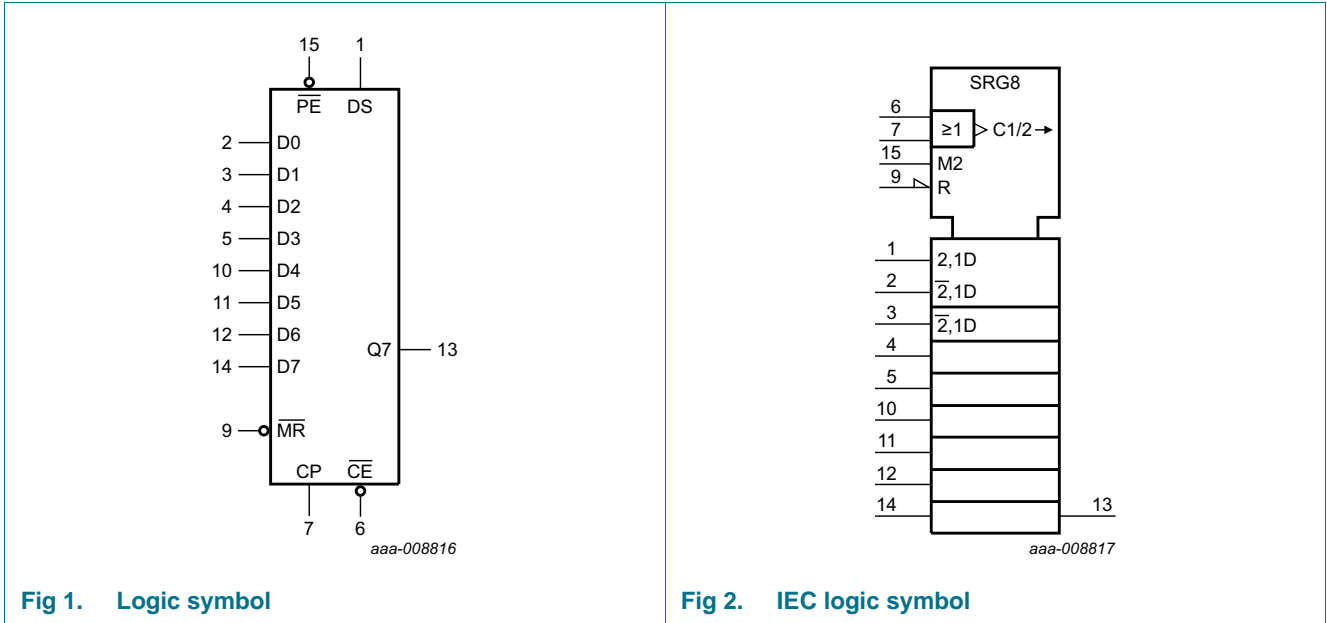 15 1
P̅E̅ DS
2 D0
3 D1
4 D2
5 D3
10 D4
11 D5
12 D6
14 D7
Q7 13
9 M̅R̅
CP C̅E̅
7 6
aaa-008816
Fig 1. Logic symbol
SRG8
6
7 ≥1 C1/2
15 M2
9 R
1 2,1D
2 2̅,1D
3 2̅,1D
4
5
10
11
12
14 13
aaa-008817
Fig 2. IEC logic symbol